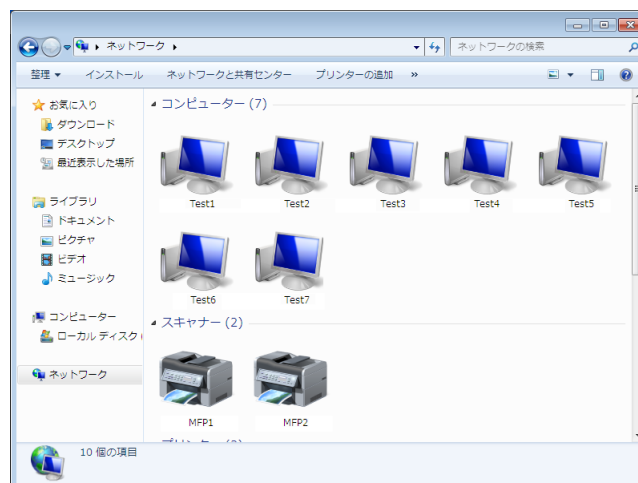 ネットワーク
ネットワークの検索
整理 インストール ネットワークと共有センター プリンターの追加 »
お気に入り
ダウンロード
デスクトップ
最近表示した場所
ライブラリ
ドキュメント
ピクチャ
ビデオ
ミュージック
コンピューター
ローカル ディスク (
ネットワーク
コンピューター (7)
Test1 Test2 Test3 Test4 Test5
Test6 Test7
スキャナー (2)
MFP1 MFP2
10 個の項目